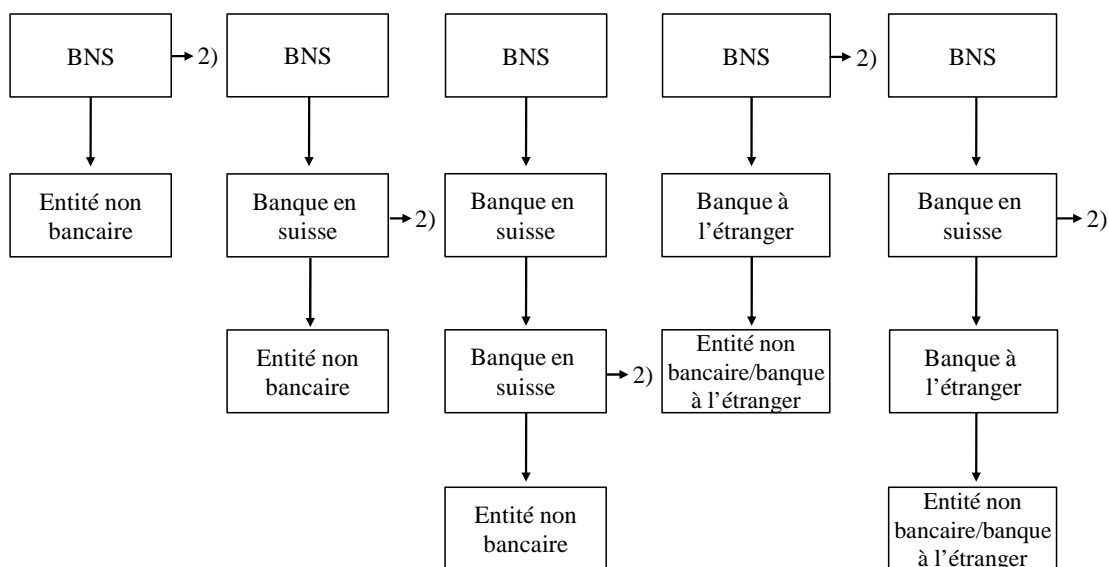 BNS
2)
BNS
BNS
BNS
2)
BNS
Entité non
bancaire
Banque en
suisse
2)
Banque en
suisse
Banque à
l’étranger
Banque en
suisse
2)
Entité non
bancaire
Banque en
suisse
2)
Entité non
bancaire/banque
à l’étranger
Banque à
l’étranger
Entité non
bancaire
Entité non
bancaire/banque
à l’étranger